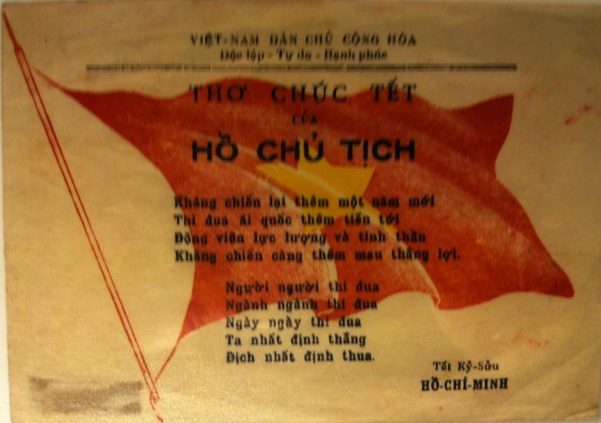 VIỆT-NAM DÂN CHỦ CỘNG HÒA
Độc lập - Tự do - Hạnh phúc
THƠ CHÚC TẾT
CỦA
HỒ CHỦ TỊCH
Kháng chiến lại thêm một năm mới
Thi đua ái quốc thêm tiến tới
Động viên lực lượng và tinh thần
Kháng chiến càng thêm mau thắng lợi.
Người người thi đua
Ngành ngành thi đua
Ngày ngày thi đua
Ta nhất định thắng
Địch nhất định thua.
Tết Kỷ-Sửu
HỒ-CHÍ-MINH